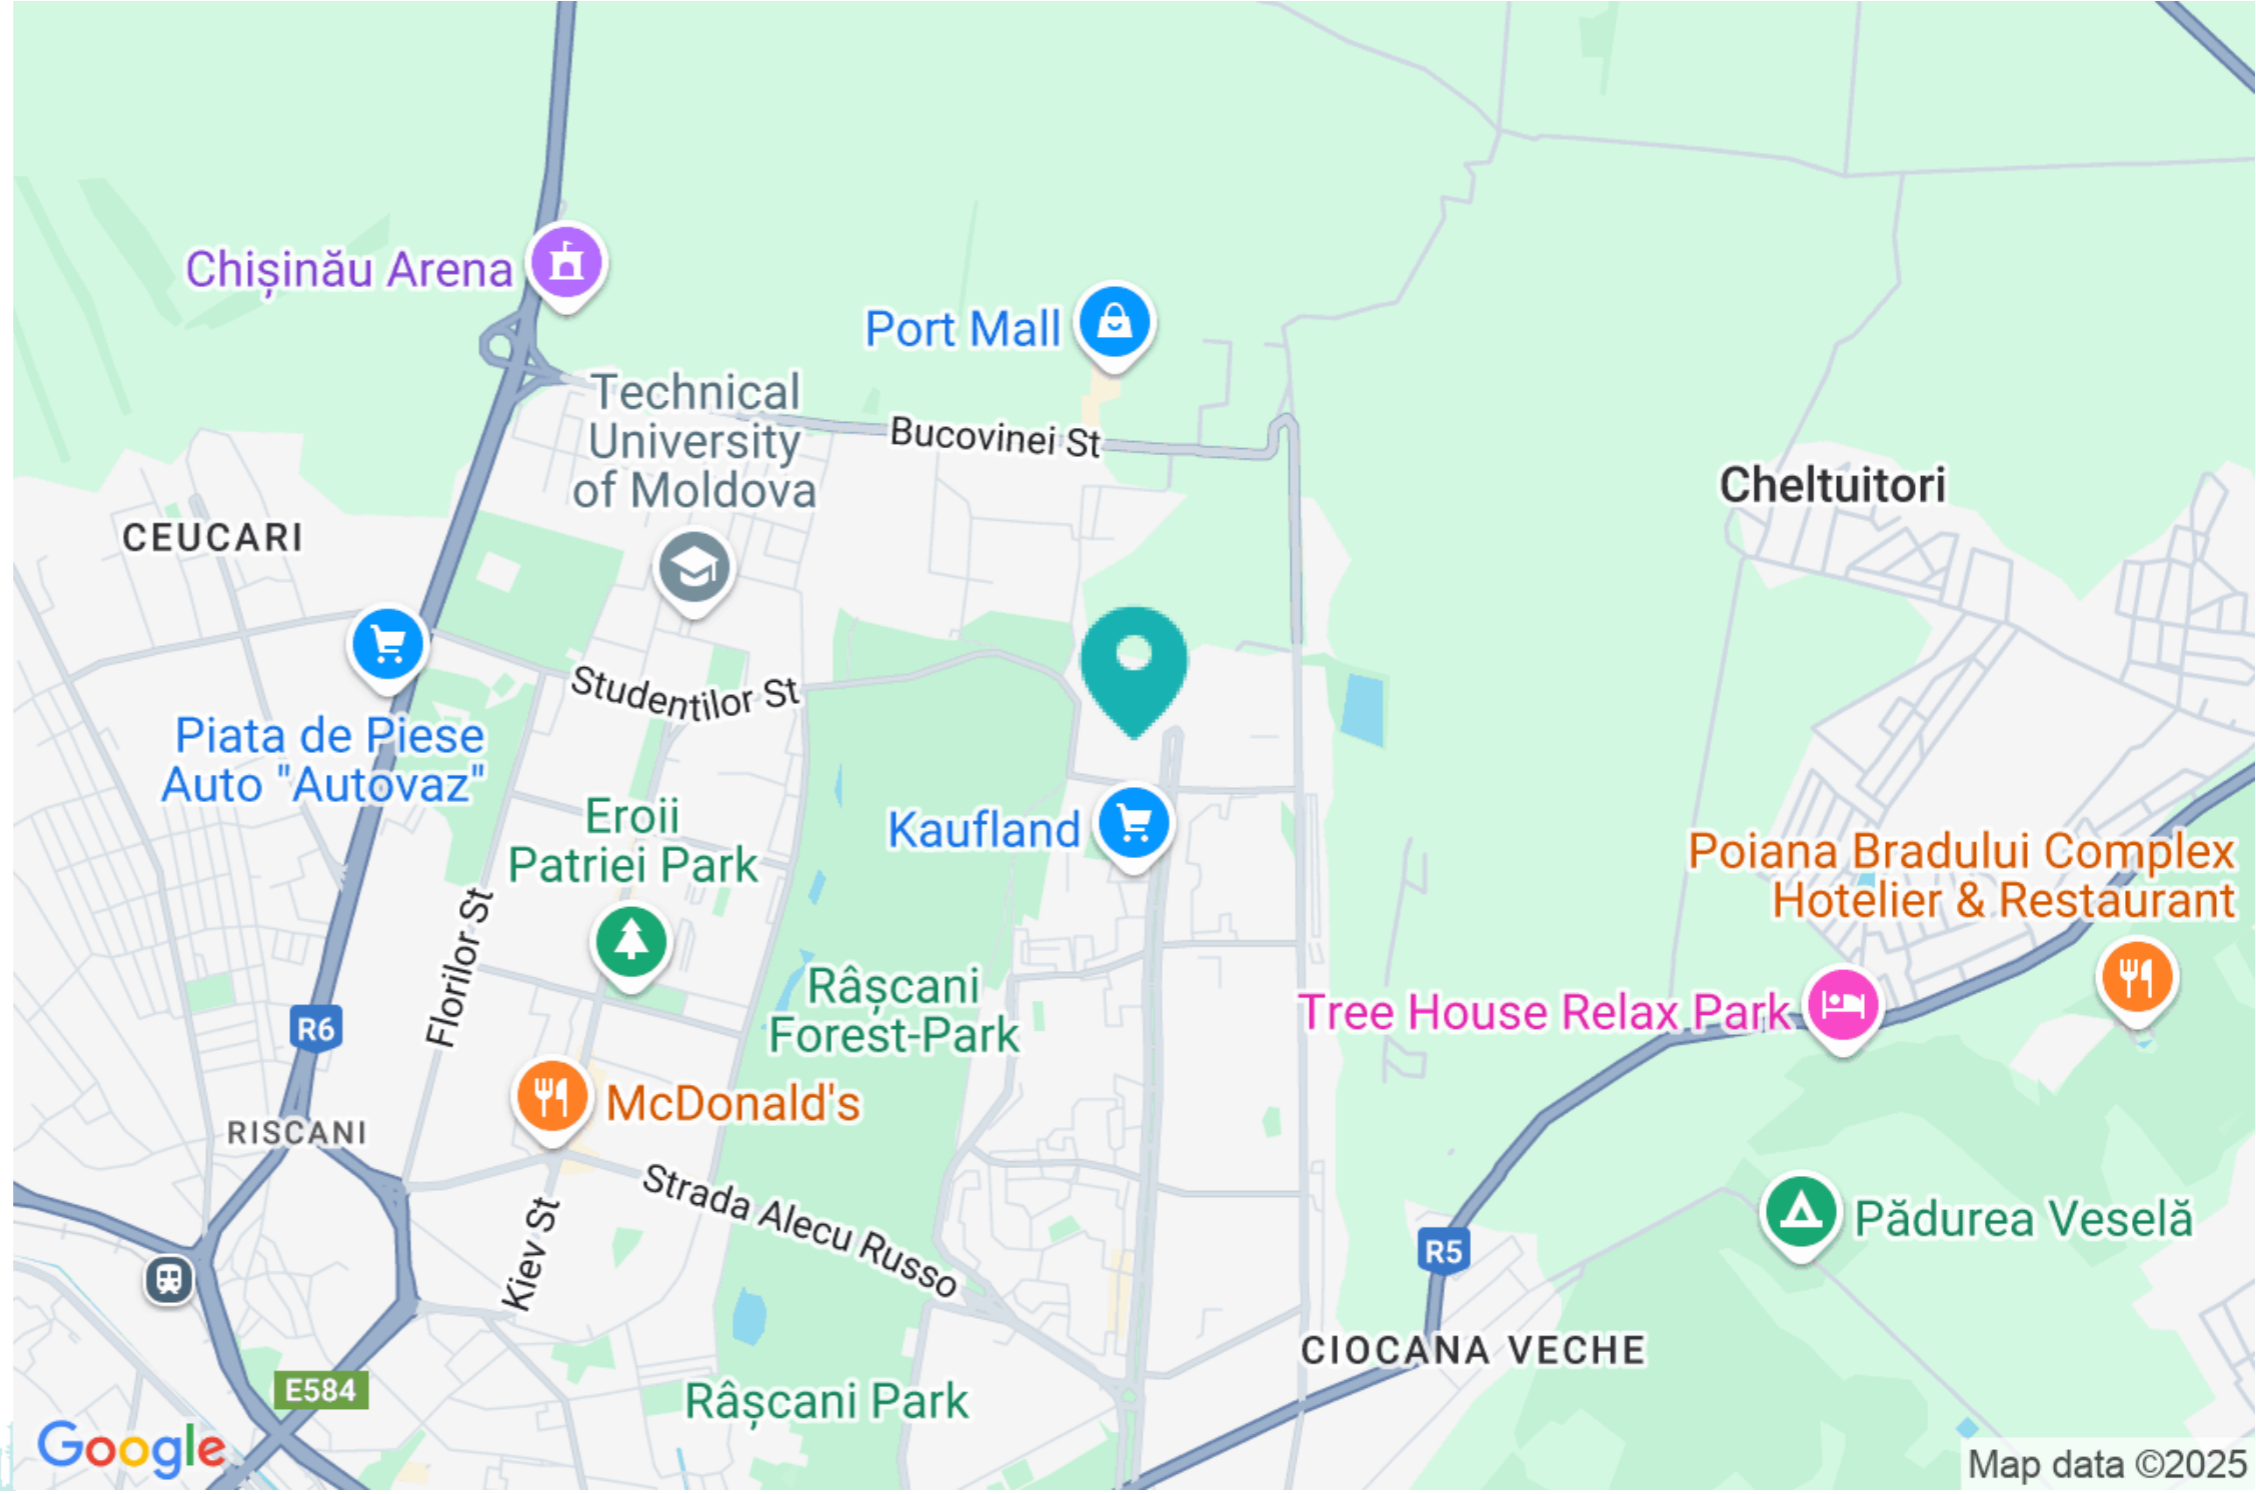 Chișinău Arena
Port Mall
Technical
University
of Moldova
Bucovinei St
Cheltuitori
CEUCARI
Studentilor St
Piata de Piese
Auto "Autovaz"
Eroii
Patriei Park
Kaufland
Poiana Bradului Complex
Hotelier & Restaurant
Florilor St
Râșcani
Forest-Park
Tree House Relax Park
R6
McDonald's
RISCANI
Strada Alecu Russo
Kiev St
Pădurea Veselă
R5
CIOCANA VECHE
E584
Râșcani Park
Google
Map data ©2025